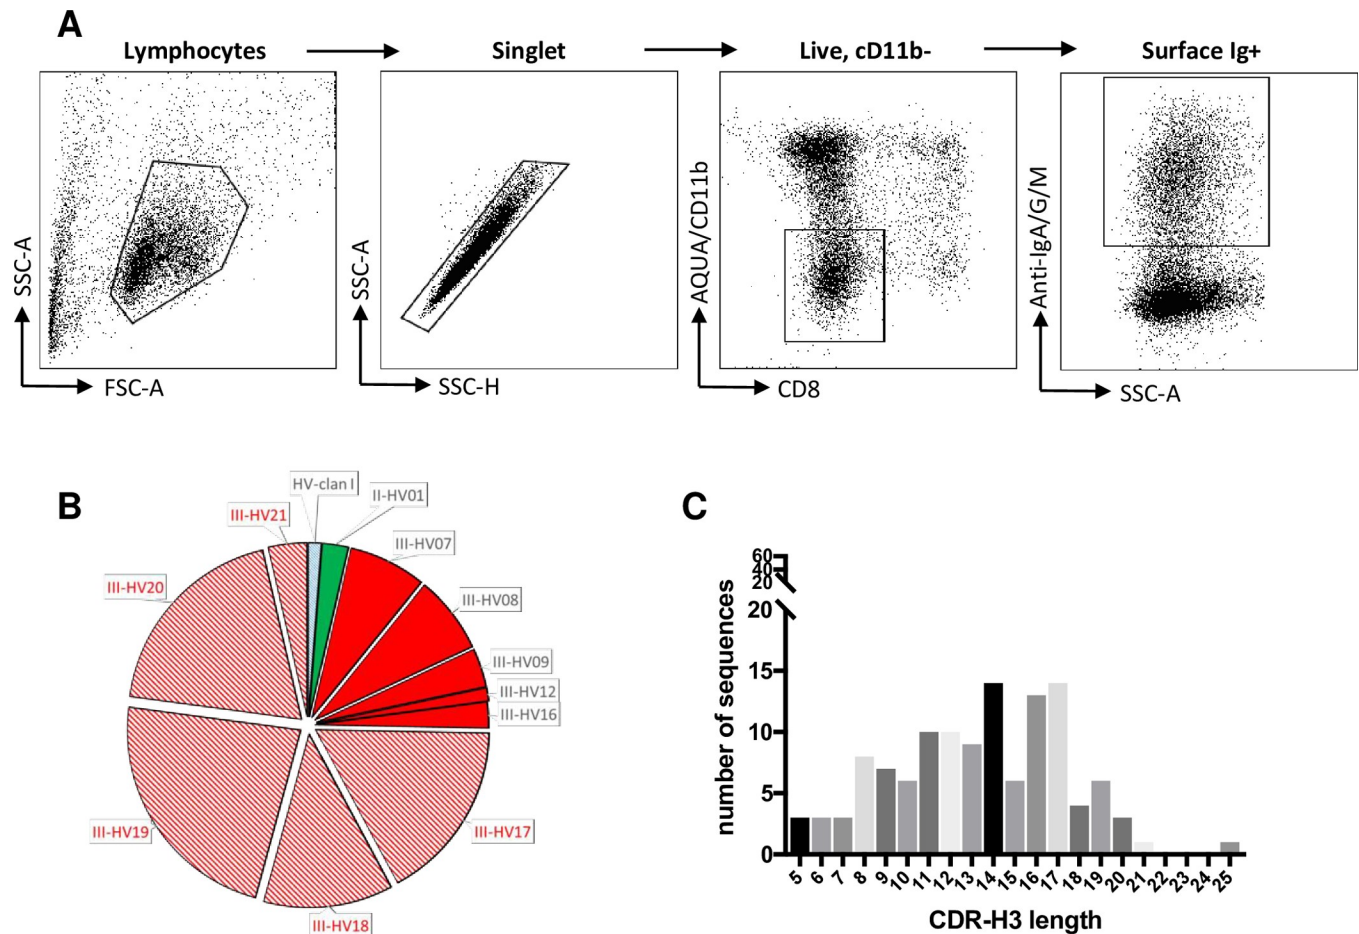 A
Lymphocytes
Singlet
Live, cD11b-
Surface Ig+
SSC-A
FSC-A
SSC-A
SSC-H
AQUA/CD11b
CD8
Anti-IgA/G/M
SSC-A
B
HV-clan I
II-HV01
III-HV07
III-HV08
III-HV09
III-HV12
III-HV16
III-HV17
III-HV18
III-HV19
III-HV20
III-HV21
C
number of sequences
60
40
20
20
15
10
5
0
5 6 7 8 9 10 11 12 13 14 15 16 17 18 19 20 21 22 23 24 25
CDR-H3 length